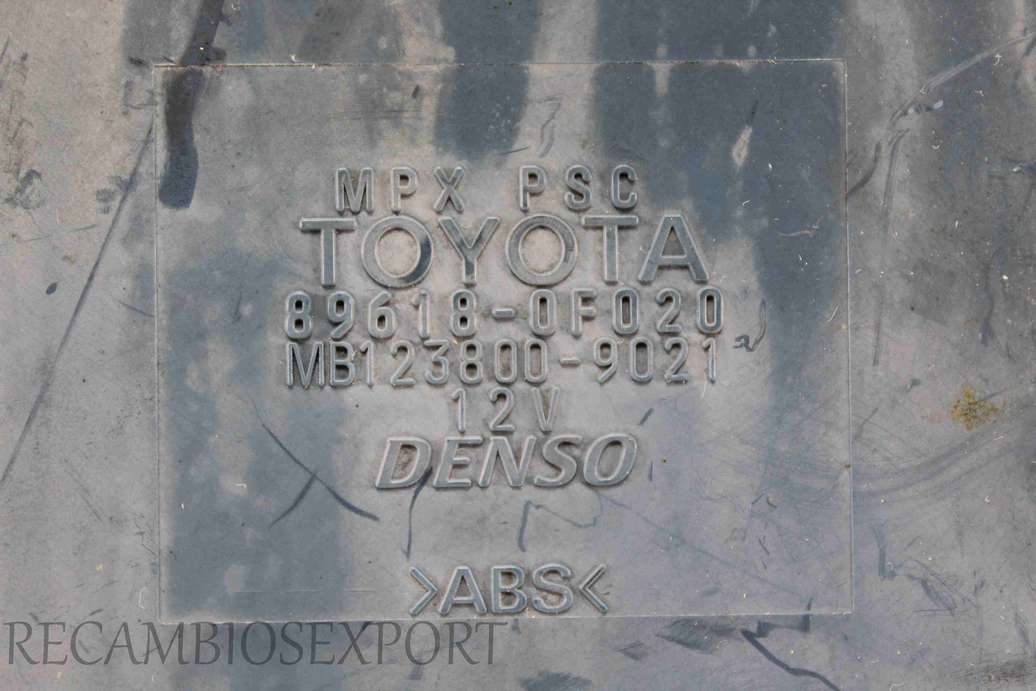 MPX PSC
TOYOTA
89618-0F020
MB123800-9021
12V
DENSO
>ABS<
RECAMBIOSEXPORT